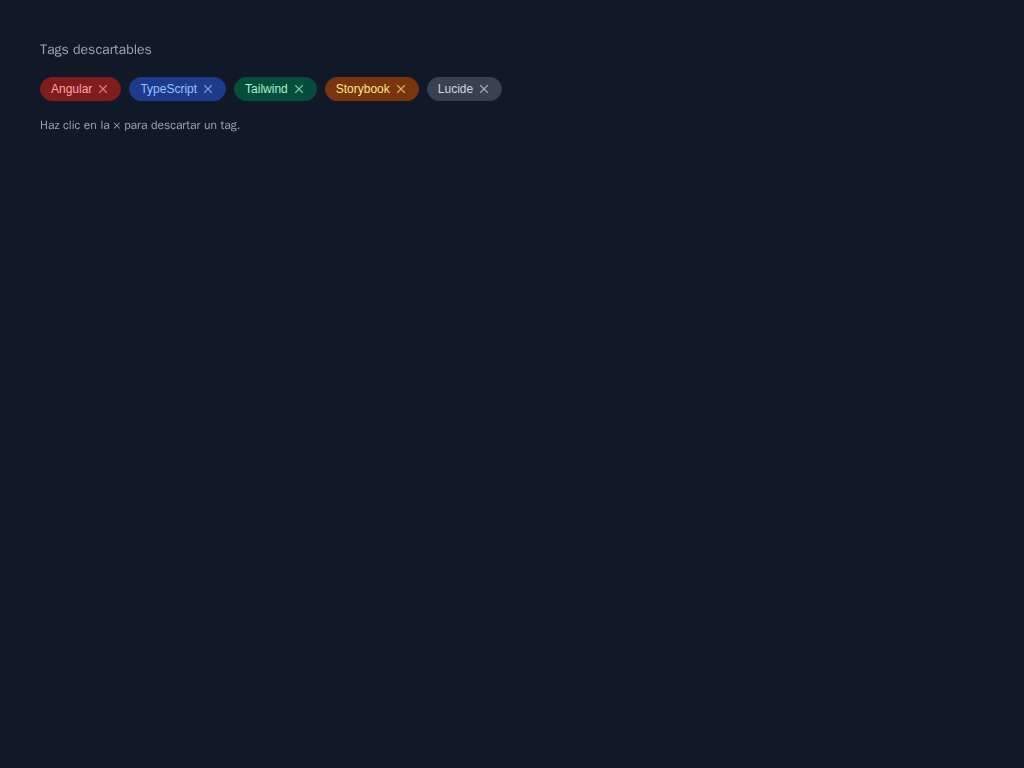 Tags descartables
Angular × TypeScript × Tailwind × Storybook × Lucide ×
Haz clic en la × para descartar un tag.